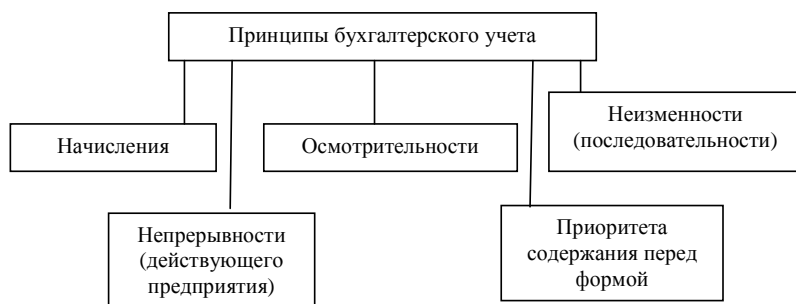 Принципы бухгалтерского учета
Начисления
Осмотрительности
Неизменности
(последовательности)
Непрерывности
(действующего
предприятия)
Приоритета
содержания перед
формой